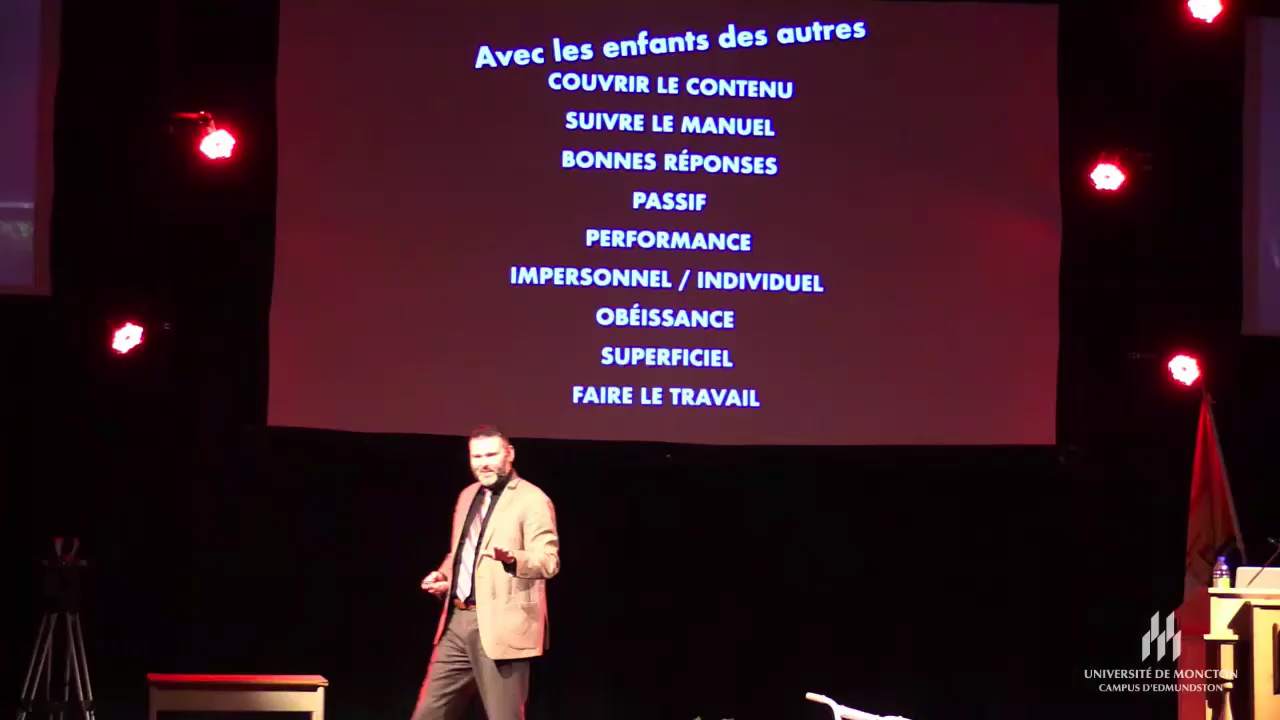 Avec les enfants des autres
COUVRIR LE CONTENU
SUIVRE LE MANUEL
BONNES RÉPONSES
PASSIF
PERFORMANCE
IMPERSONNEL / INDIVIDUEL
OBÉISSANCE
SUPERFICIEL
FAIRE LE TRAVAIL
UNIVERSITÉ DE MONCTON
CAMPUS D'EDMUNDSTON